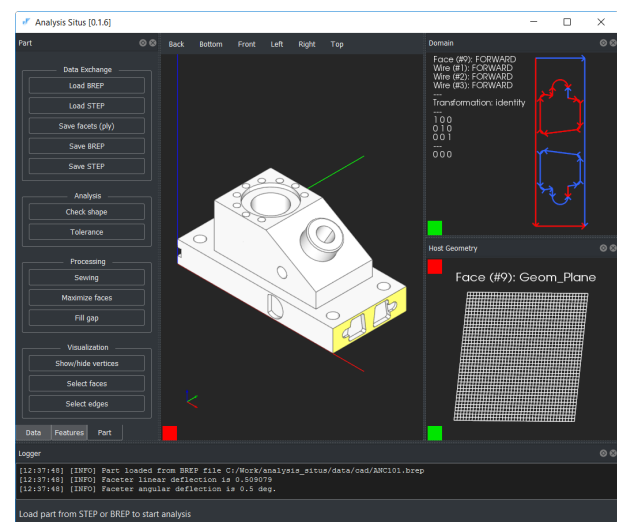 Analysis Situs [0.1.6]
Part
Data Exchange
Load BREP
Load STEP
Save facets (ply)
Save BREP
Save STEP
Analysis
Check shape
Tolerance
Processing
Sewing
Maximize faces
Fill gap
Visualization
Show/hide vertices
Select faces
Select edges
Data Features Part
Back Bottom Front Left Right Top
Domain
Face (#9): FORWARD
Wire (#1): FORWARD
Wire (#2): FORWARD
Wire (#3): FORWARD
---
Transformation: identity
---
1 0 0
0 1 0
0 0 1
---
0 0 0
Host Geometry
Face (#9): Geom_Plane
Logger
[12:37:48] [INFO] Part loaded from BREP file C:/Work/analysis_situs/data/cad/ANC101.brep
[12:37:48] [INFO] Faceter linear deflection is 0.509079
[12:37:48] [INFO] Faceter angular deflection is 0.5 deg.
Load part from STEP or BREP to start analysis